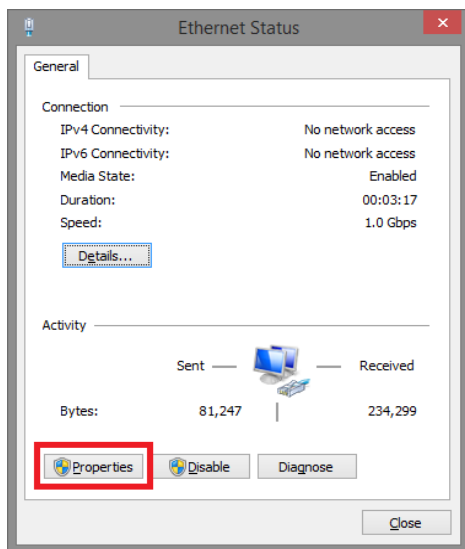 Ethernet Status
General
Connection
IPv4 Connectivity: No network access
IPv6 Connectivity: No network access
Media State: Enabled
Duration: 00:03:17
Speed: 1.0 Gbps
Details...
Activity
Sent — — Received
Bytes: 81,247 | 234,299
Properties Disable Diagnose
Close